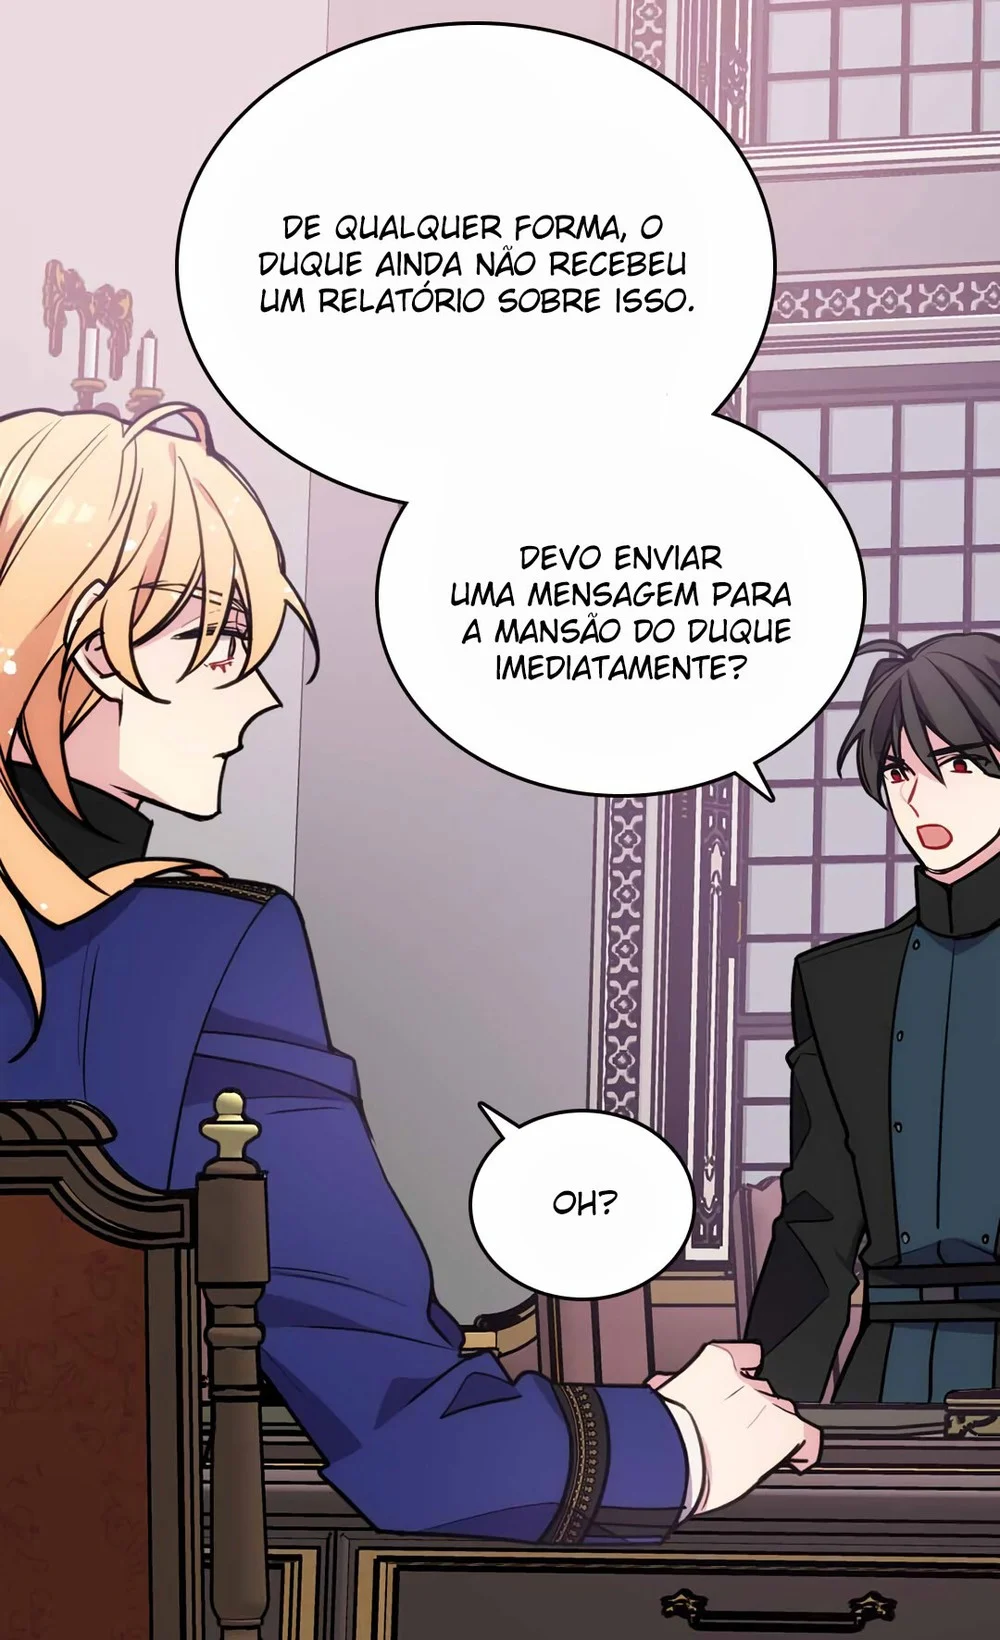 DE QUALQUER FORMA, O
DUQUE AINDA NÃO RECEBEU
UM RELATÓRIO SOBRE ISSO.
DEVO ENVIAR
UMA MENSAGEM PARA
A MANSÃO DO DUQUE
IMEDIATAMENTE?
OH?